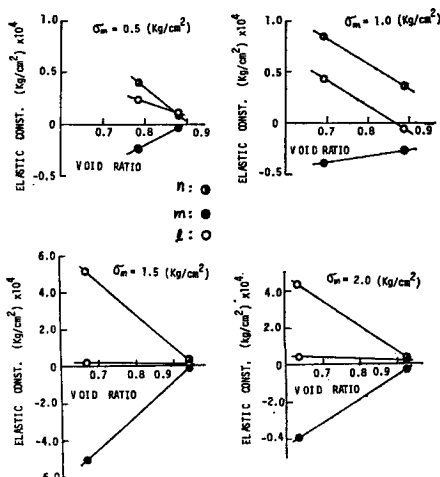 σm = 0.5 (Kg/cm²)
ELASTIC CONST. (Kg/cm²) x10⁴
1.0
0.5
0
-0.5
0.7 0.8 0.9
VOID RATIO
σm = 1.0 (Kg/cm²)
ELASTIC CONST. (Kg/cm²) x10⁴
1.0
0.5
0
-0.5
0.7 0.8 0.9
VOID RATIO
n:
m:
ℓ:
σm = 1.5 (Kg/cm²)
ELASTIC CONST. (Kg/cm²) x10⁴
6.0
4.0
2.0
0
-2.0
-4.0
6.0
0.7 0.8 0.9
VOID RATIO
σm = 2.0 (Kg/cm²)
ELASTIC CONST. (kg/cm²) x10⁴
4.0
2.0
0
-2.0
-0.4
0.7 0.8 0.9
VOID RATIO